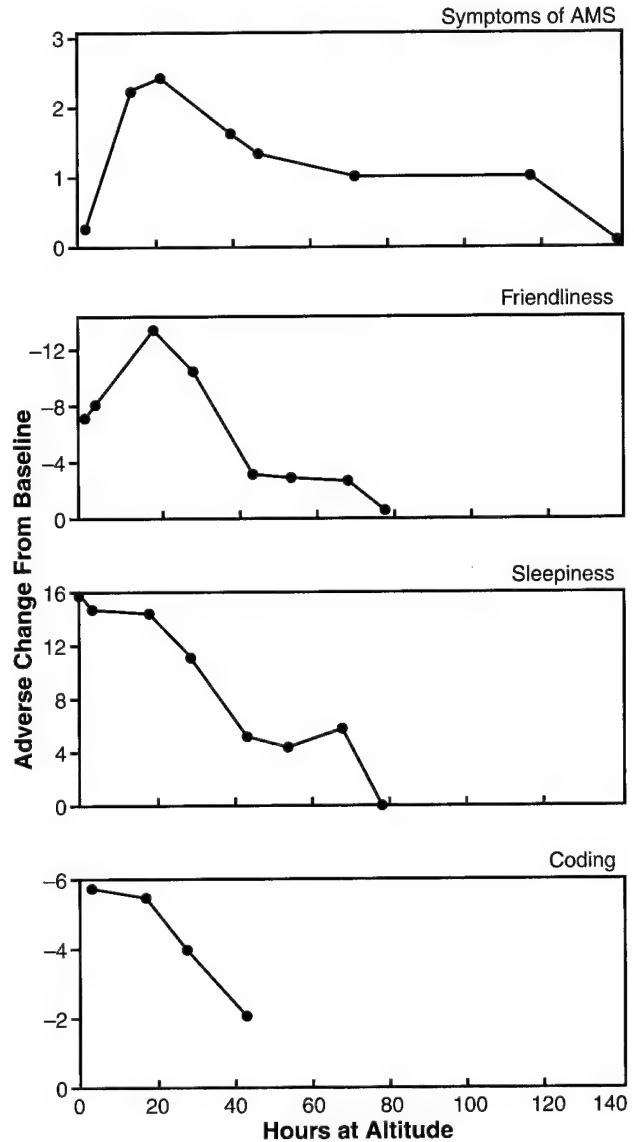 Symptoms of AMS
3
2
1
0
Friendliness
–12
–8
–4
0
Adverse Change From Baseline
Sleepiness
16
12
8
4
0
Coding
–6
–4
–2
0
0 20 40 60 80 100 120 140
Hours at Altitude